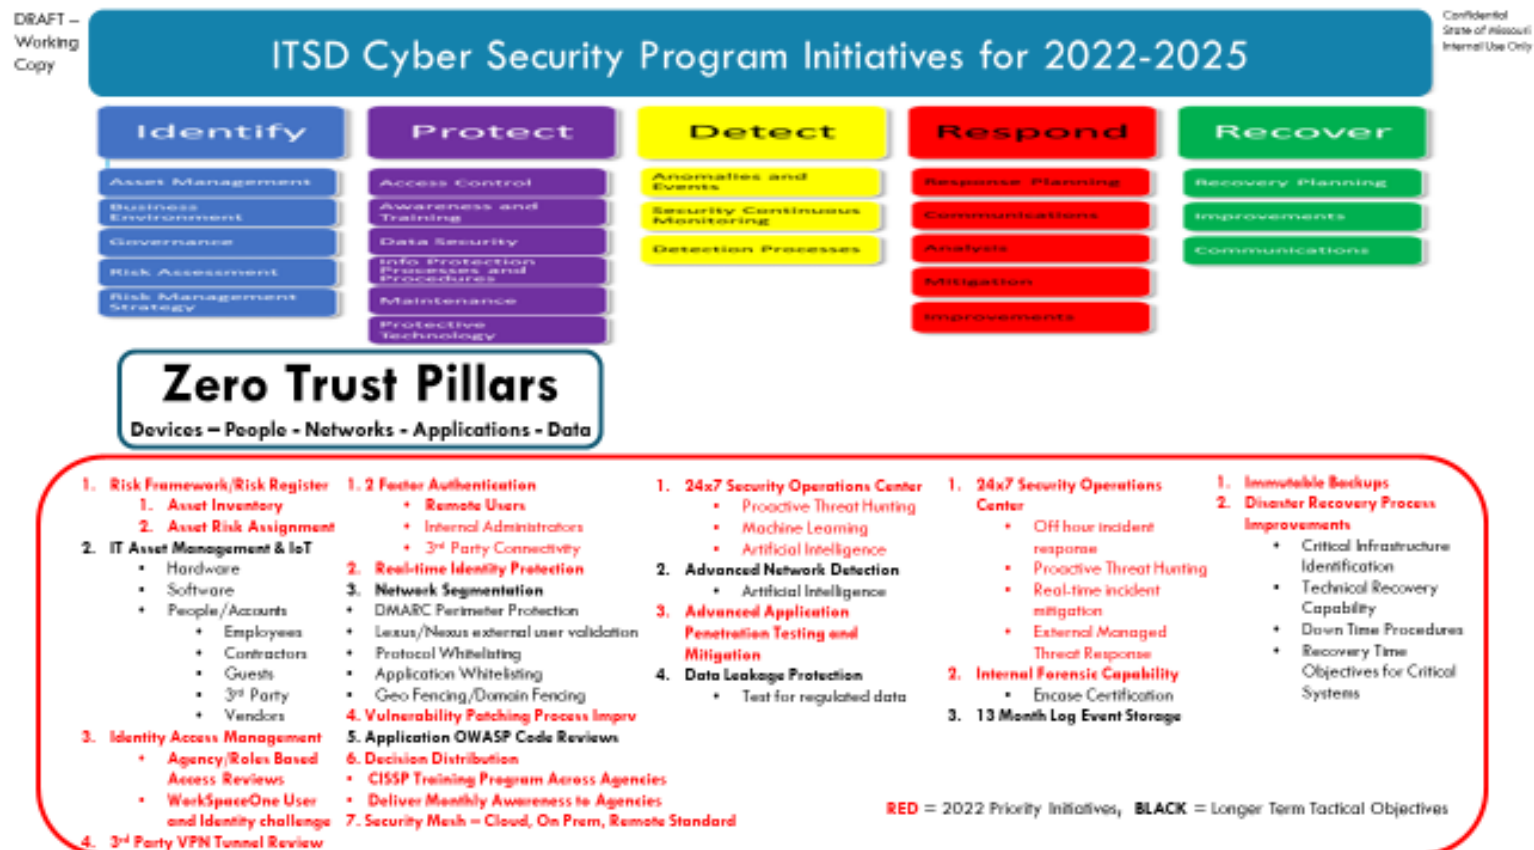 DRAFT –
Working
Copy
ITSD Cyber Security Program Initiatives for 2022-2025
Confidential
State of Missouri
Internal Use Only
Identify
Asset Management
Business
Environment
Governance
Risk Assessment
Risk Management
Strategy
Protect
Access Control
Awareness and
Training
Data Security
Info Protection
Processes and
Procedures
Maintenance
Protective
Technology
Detect
Anomalies and
Events
Security Continuous
Monitoring
Detection Processes
Respond
Response Planning
Communications
Analysis
Mitigation
Improvements
Recover
Recovery Planning
Improvements
Communications
Zero Trust Pillars
Devices – People - Networks - Applications - Data
1. Risk Framework/Risk Register
1. Asset Inventory
2. Asset Risk Assignment
2. IT Asset Management & IoT
• Hardware
• Software
• People/Accounts
• Employees
• Contractors
• Guests
• 3rd Party
• Vendors
3. Identity Access Management
• Agency/Roles Based
Access Reviews
• WorkSpaceOne User
and Identity challenge
4. 3rd Party VPN Tunnel Review
1. 2 Factor Authentication
• Remote Users
• Internal Administrators
• 3rd Party Connectivity
2. Real-time Identity Protection
3. Network Segmentation
• DMARC Perimeter Protection
• Lexus/Nexus external user validation
• Protocol Whitelisting
• Application Whitelisting
• Geo Fencing/Domain Fencing
4. Vulnerability Patching Process Imprv
5. Application OWASP Code Reviews
6. Decision Distribution
• CISSP Training Program Across Agencies
• Deliver Monthly Awareness to Agencies
7. Security Mesh – Cloud, On Prem, Remote Standard
1. 24x7 Security Operations Center
• Proactive Threat Hunting
• Machine Learning
• Artificial Intelligence
2. Advanced Network Detection
• Artificial Intelligence
3. Advanced Application
Penetration Testing and
Mitigation
4. Data Leakage Protection
• Test for regulated data
1. 24x7 Security Operations
Center
• Off hour incident
response
• Proactive Threat Hunting
• Real-time incident
mitigation
• External Managed
Threat Response
2. Internal Forensic Capability
• Encase Certification
3. 13 Month Log Event Storage
1. Immutable Backups
2. Disaster Recovery Process
Improvements
• Critical Infrastructure
Identification
• Technical Recovery
Capability
• Down Time Procedures
• Recovery Time
Objectives for Critical
Systems
RED = 2022 Priority Initiatives, BLACK = Longer Term Tactical Objectives